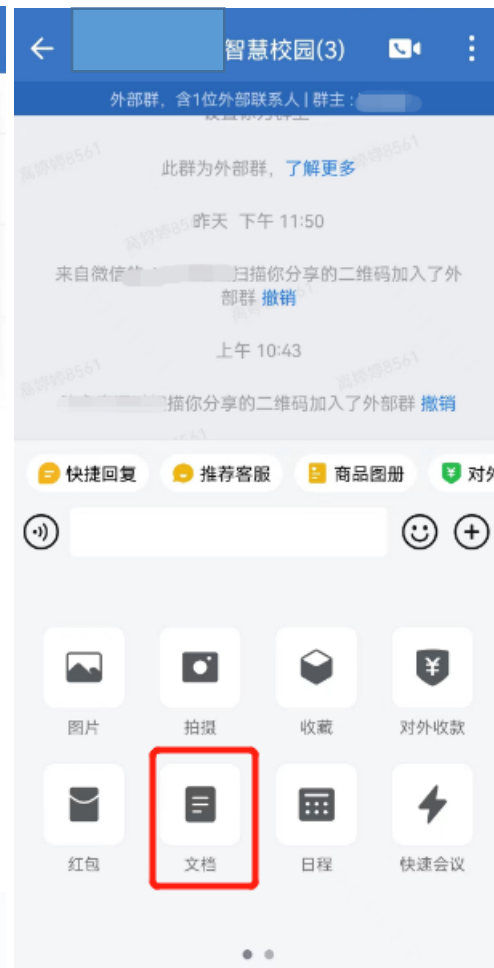 智慧校园(3)
外部群，含1位外部联系人 | 群主：
此群为外部群，了解更多
昨天 下午 11:50
来自微信的
扫描你分享的二维码加入了外
部群 撤销
上午 10:43
描你分享的二维码加入了外部群 撤销
快捷回复 推荐客服 商品图册 对外
图片 拍摄 收藏 对外收款
红包 文档 日程 快速会议